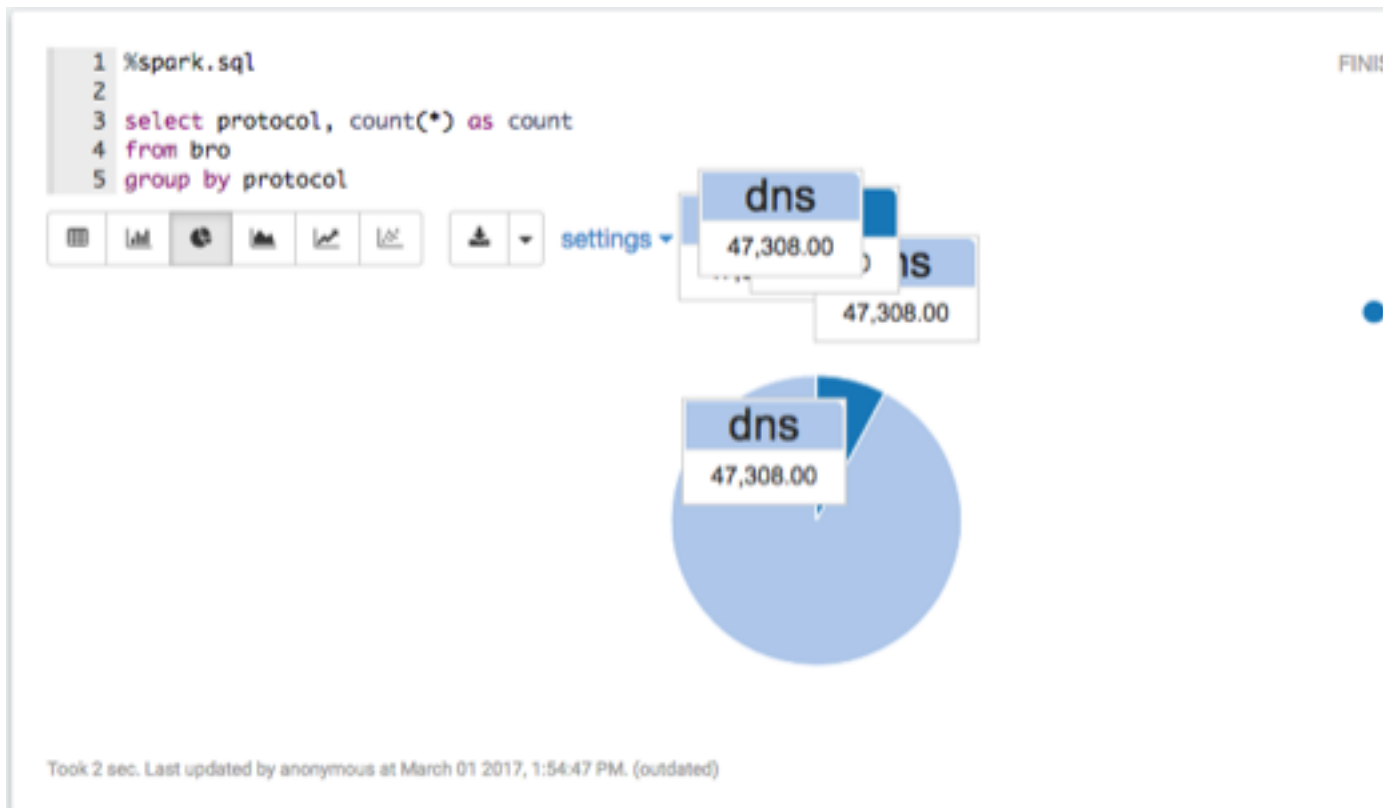 1 %spark.sql
2
3 select protocol, count(*) as count
4 from bro
5 group by protocol
FINIS
settings
dns
47,308.00
ns
47,308.00
dns
47,308.00
Took 2 sec. Last updated by anonymous at March 01 2017, 1:54:47 PM. (outdated)